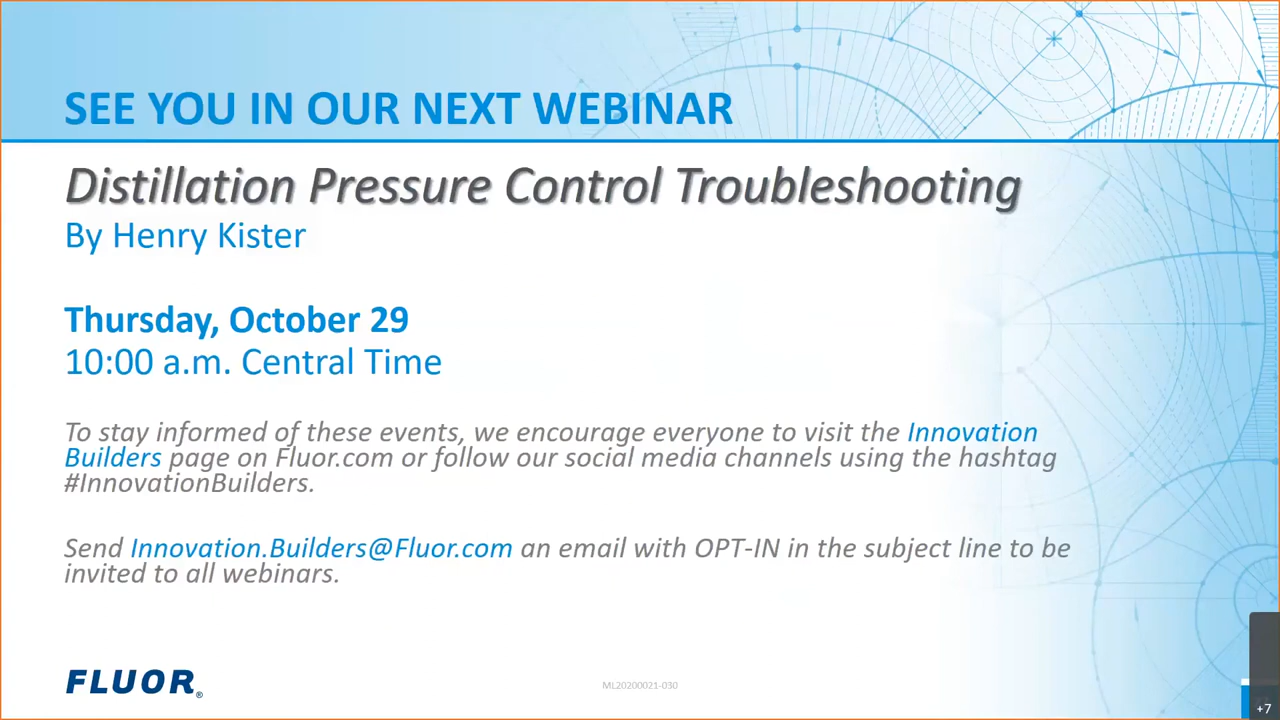 SEE YOU IN OUR NEXT WEBINAR
Distillation Pressure Control Troubleshooting
By Henry Kister
Thursday, October 29
10:00 a.m. Central Time
To stay informed of these events, we encourage everyone to visit the Innovation
Builders page on Fluor.com or follow our social media channels using the hashtag
#InnovationBuilders.
Send Innovation.Builders@Fluor.com an email with OPT-IN in the subject line to be
invited to all webinars.
FLUOR®
ML20200021-030
+7